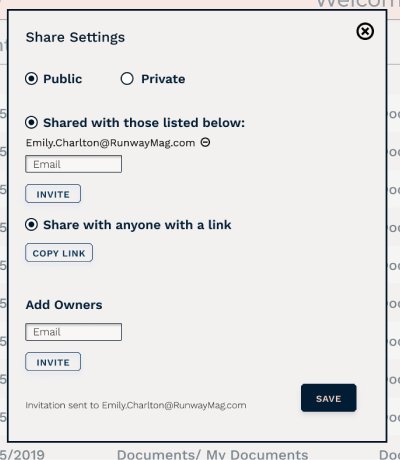 Welcom
Share Settings
Public Private
Shared with those listed below:
Emily.Charlton@RunwayMag.com
Email
INVITE
Share with anyone with a link
COPY LINK
Add Owners
Email
INVITE
SAVE
Invitation sent to Emily.Charlton@RunwayMag.com
5/2019 Documents/ My Documents Doc